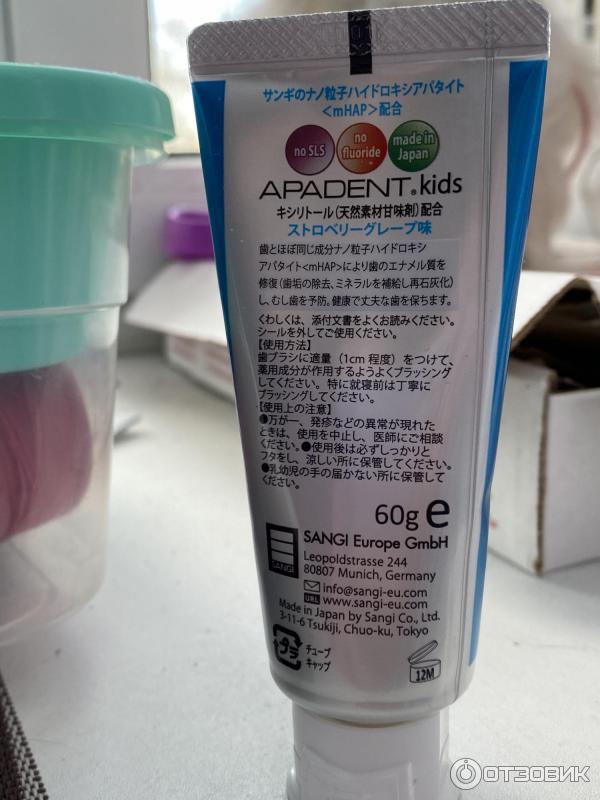 サンギのナノ粒子ハイドロキシアパタイト
<mHAP>配合
no SLS
no fluoride
made in Japan
APADENT® kids
キシリトール(天然素材甘味剤)配合
ストロベリーグレープ味
歯とほぼ同じ成分ナノ粒子ハイドロキシ
アパタイト<mHAP>により歯のエナメル質を
修復(歯垢の除去、ミネラルを補給し再石灰化)
し、むし歯を予防。健康で丈夫な歯を保ちます。
くわしくは、添付文書をよくお読みください。
シールを外してご使用ください。
【使用方法】
歯ブラシに適量(1cm 程度)をつけて、
薬用成分が作用するようよくブラッシング
してください。特に就寝前は丁寧に
ブラッシングしてください。
【使用上の注意】
●万が一、発疹などの異常が現れた
ときは、使用を中止し、医師にご相談
ください。●使用後は必ずしっかりと
フタをし、涼しい所に保管してください。
●乳幼児の手の届かない所に保管して
ください。
60g e
SANGI
SANGI Europe GmbH
Leopoldstrasse 244
80807 Munich, Germany
info@sangi-eu.com
URL www.sangi-eu.com
Made in Japan by Sangi Co., Ltd.
3-11-6 Tsukiji, Chuo-ku, Tokyo
プラ
チューブ
キャップ
12M
ОТЗОВИК